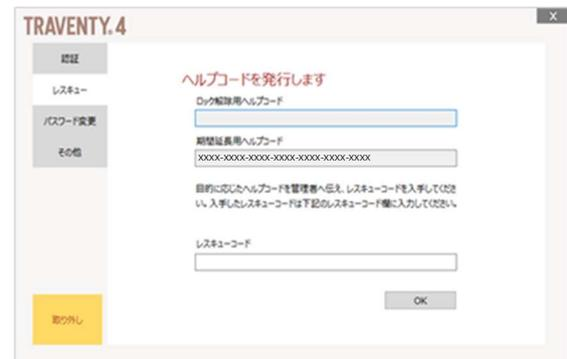 TRAVENTY. 4
X
認証
レスキュー
パスワード変更
その他
取り外し
ヘルプコードを発行します
ロック解除用ヘルプコード
期間延長用ヘルプコード
XXXX-XXXX-XXXX-XXXX-XXXX-XXXX-XXXX
目的に応じたヘルプコードを管理者へ伝え、レスキューコードを入手してくださ
い。入手したレスキューコードは下記のレスキューコード欄に入力してください。
レスキューコード
OK